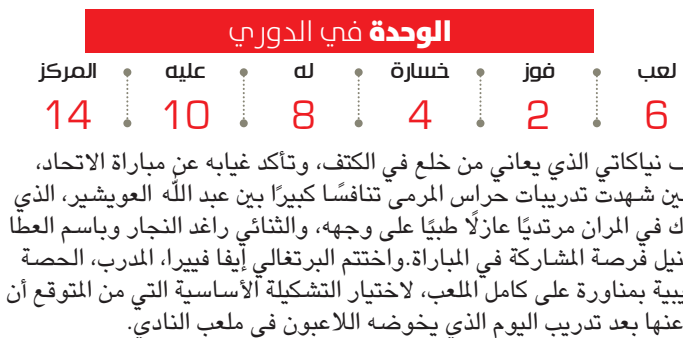 الوحدة في الدوري
لعب فوز خسارة له عليه المركز
6 2 4 8 10 14
نياكاتي الذي يعاني من خلع في الكتف، وتأكد غيابه عن مباراة الاتحاد،
شهدت تدريبات حراس المرمى تنافسًا كبيرًا بين عبد الله العويشير، الذي
في المران مرتديًا عازلًا طبيًا على وجهه، والثنائي راغد النجار وباسم العطا
فرصة المشاركة في المباراة.واختتم البرتغالي إيفا فييرا، المدرب، الحصة
بمناورة على كامل الملعب، لاختيار التشكيلة الأساسية التي من المتوقع أن
عنها بعد تدريب اليوم الذي يخوضه اللاعبون في ملعب النادي.